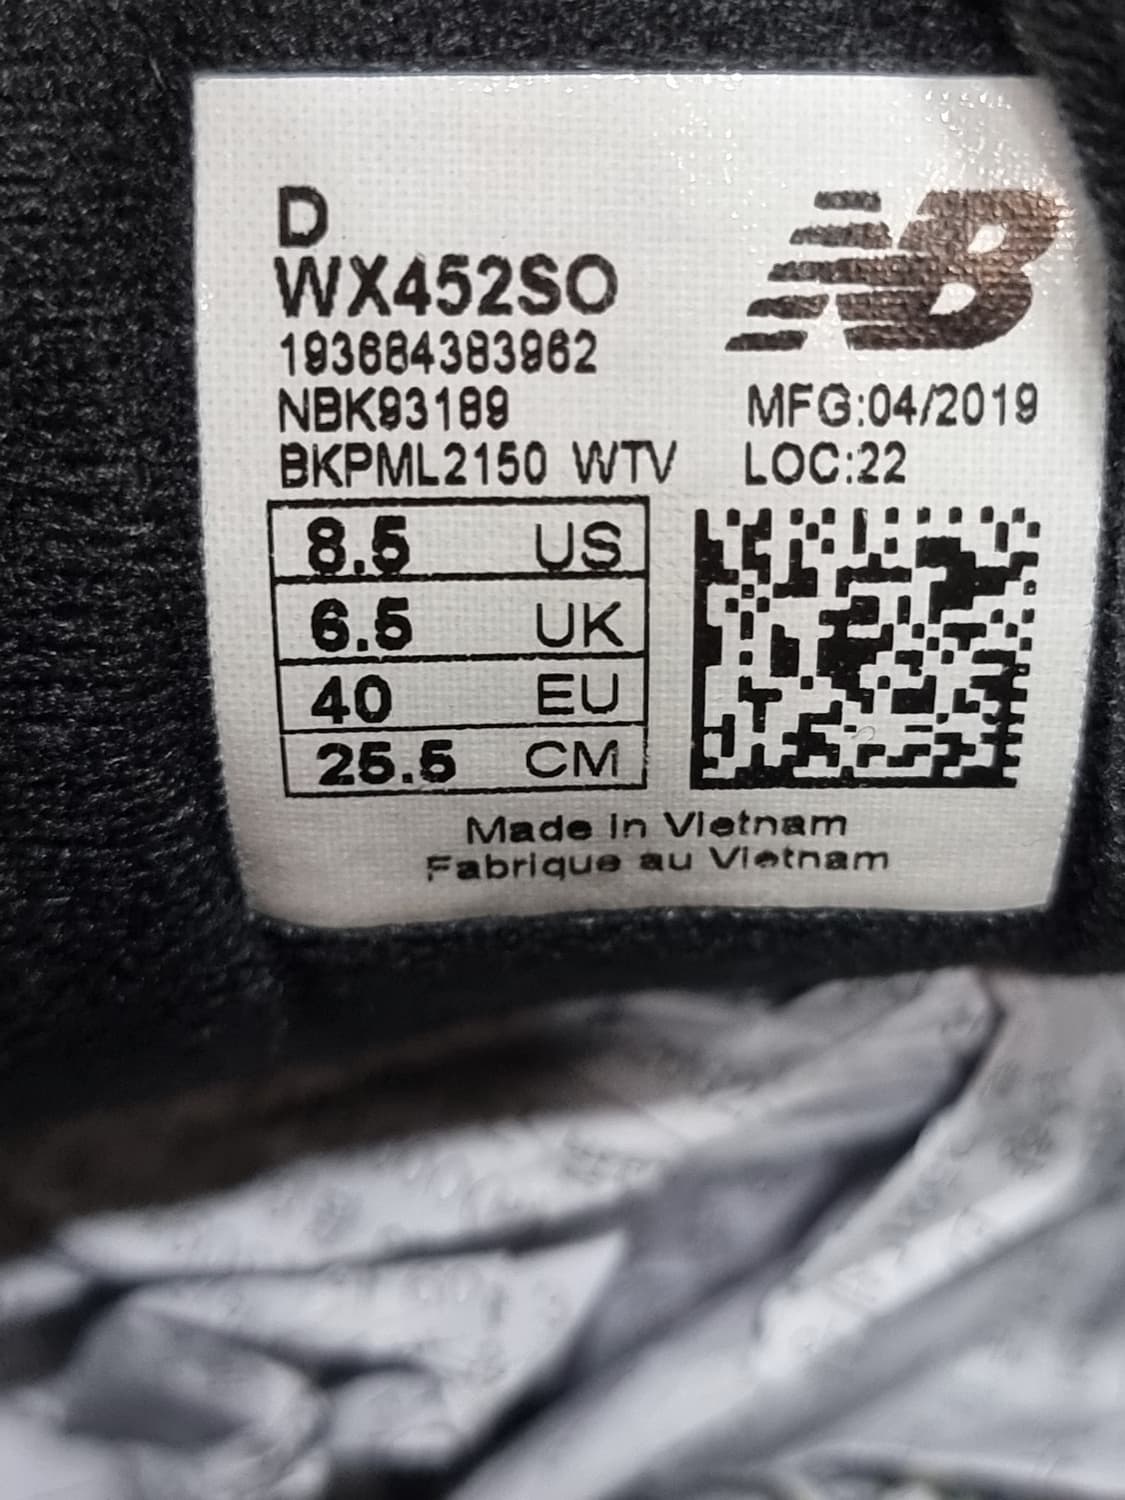 D
WX452SO
193684383962
NB
NBK93189
MFG:04/2019
BKPML2150 WTV
LOC:22
8.5 US
6.5 UK
40 EU
25.5 CM
Made in Vietnam
Fabrique au Vietnam